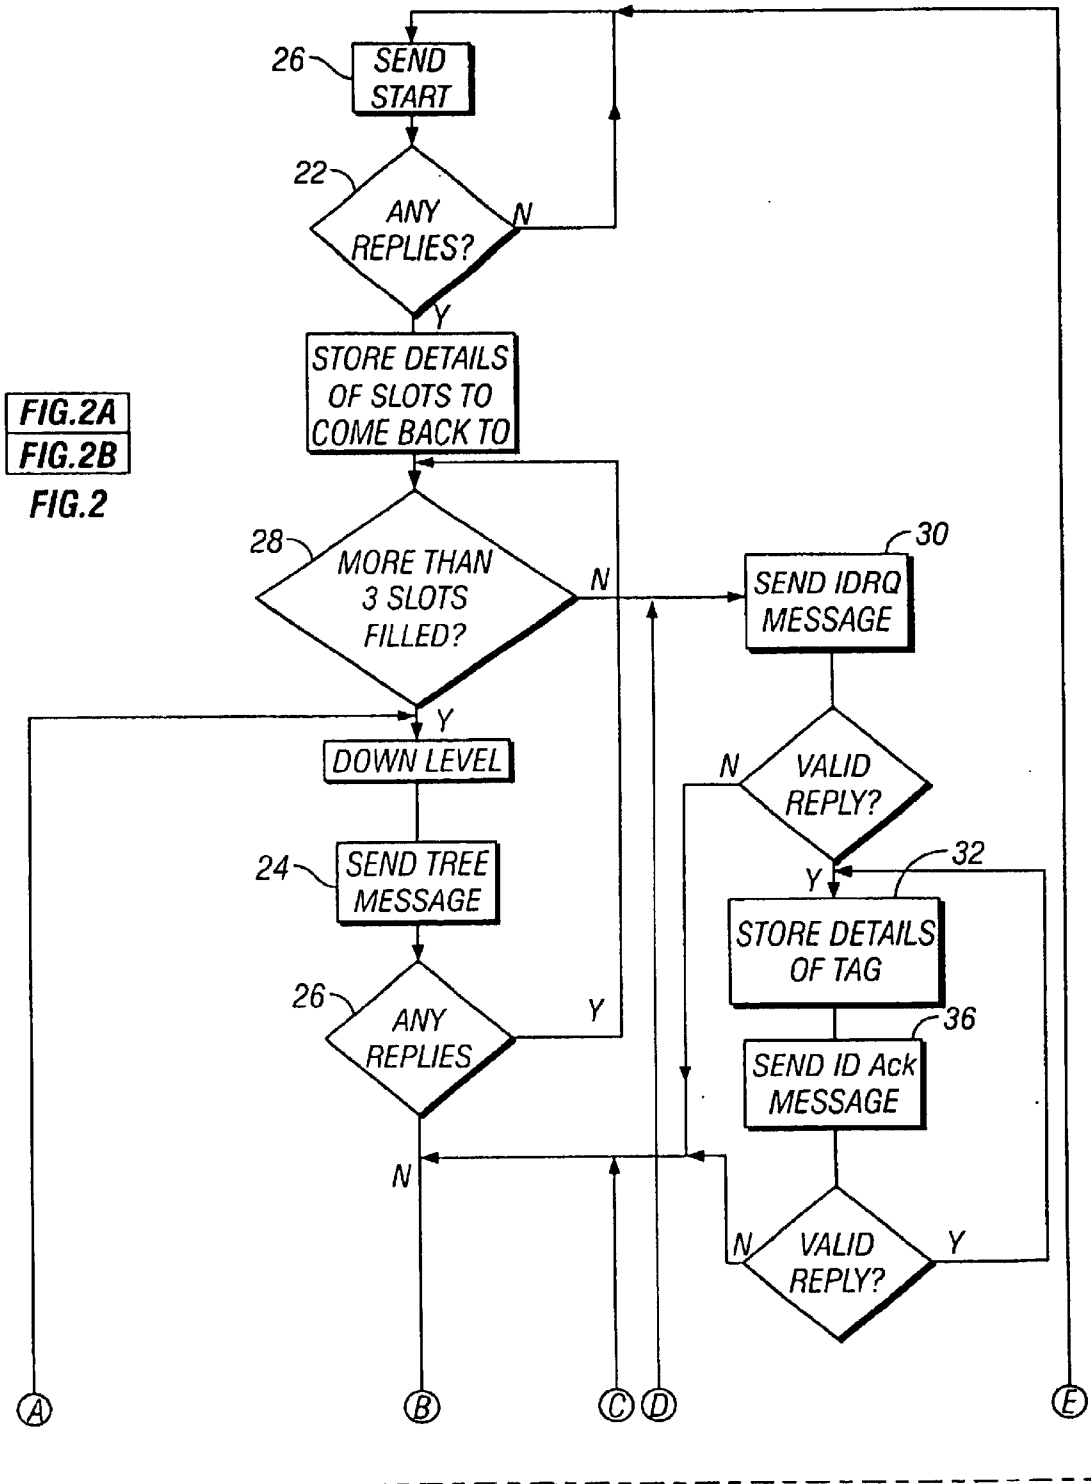 26
SEND
START
22
ANY
REPLIES?
N
Y
STORE DETAILS
OF SLOTS TO
COME BACK TO
FIG.2A
FIG.2B
FIG.2
28
MORE THAN
3 SLOTS
FILLED?
N
30
SEND IDRQ
MESSAGE
Y
DOWN LEVEL
N
VALID
REPLY?
24
SEND TREE
MESSAGE
Y
32
STORE DETAILS
OF TAG
26
ANY
REPLIES
Y
36
SEND ID Ack
MESSAGE
N
N
VALID
REPLY?
Y
A
B
C
D
E